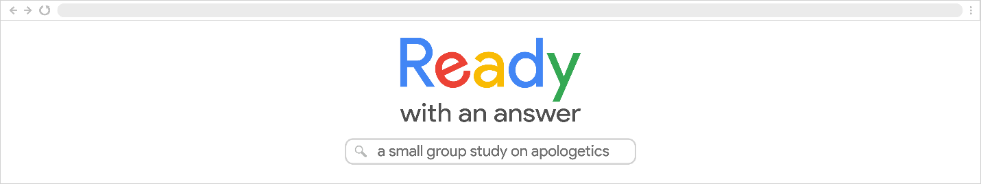 Ready
with an answer
a small group study on apologetics